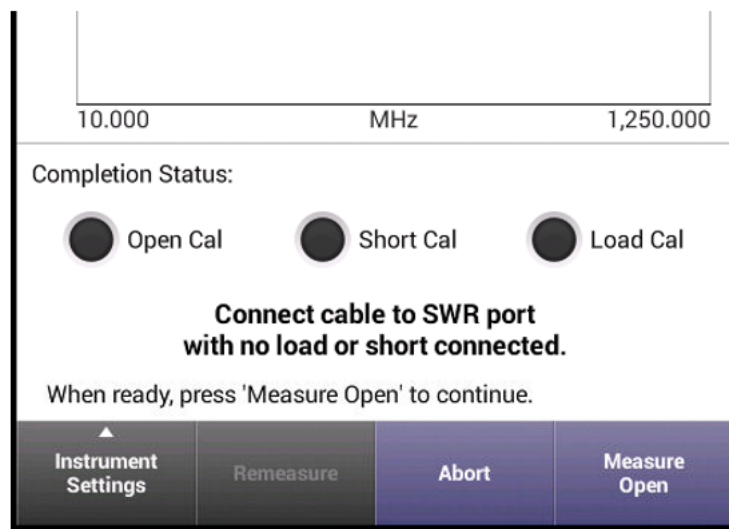 10.000 MHz 1,250.000
Completion Status:
Open Cal Short Cal Load Cal
Connect cable to SWR port
with no load or short connected.
When ready, press 'Measure Open' to continue.
Instrument
Settings
Remeasure
Abort
Measure
Open